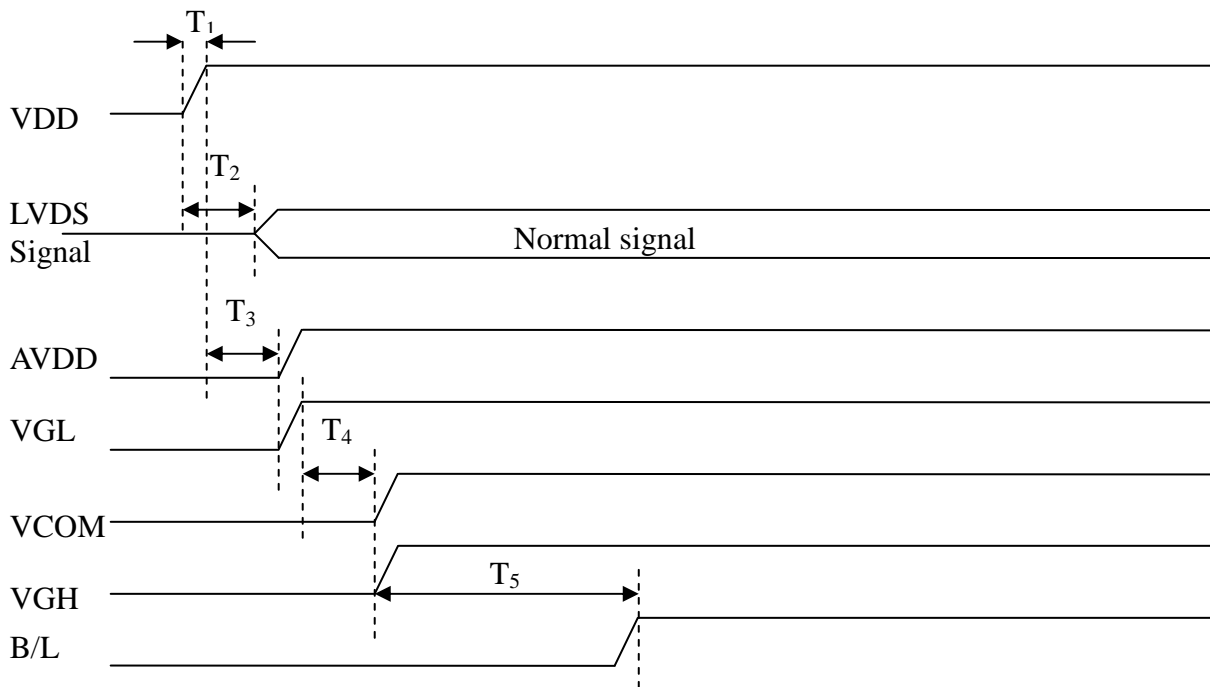 T₁
VDD
T₂
LVDS
Signal
Normal signal
T₃
AVDD
VGL
T₄
VCOM
T₅
VGH
B/L